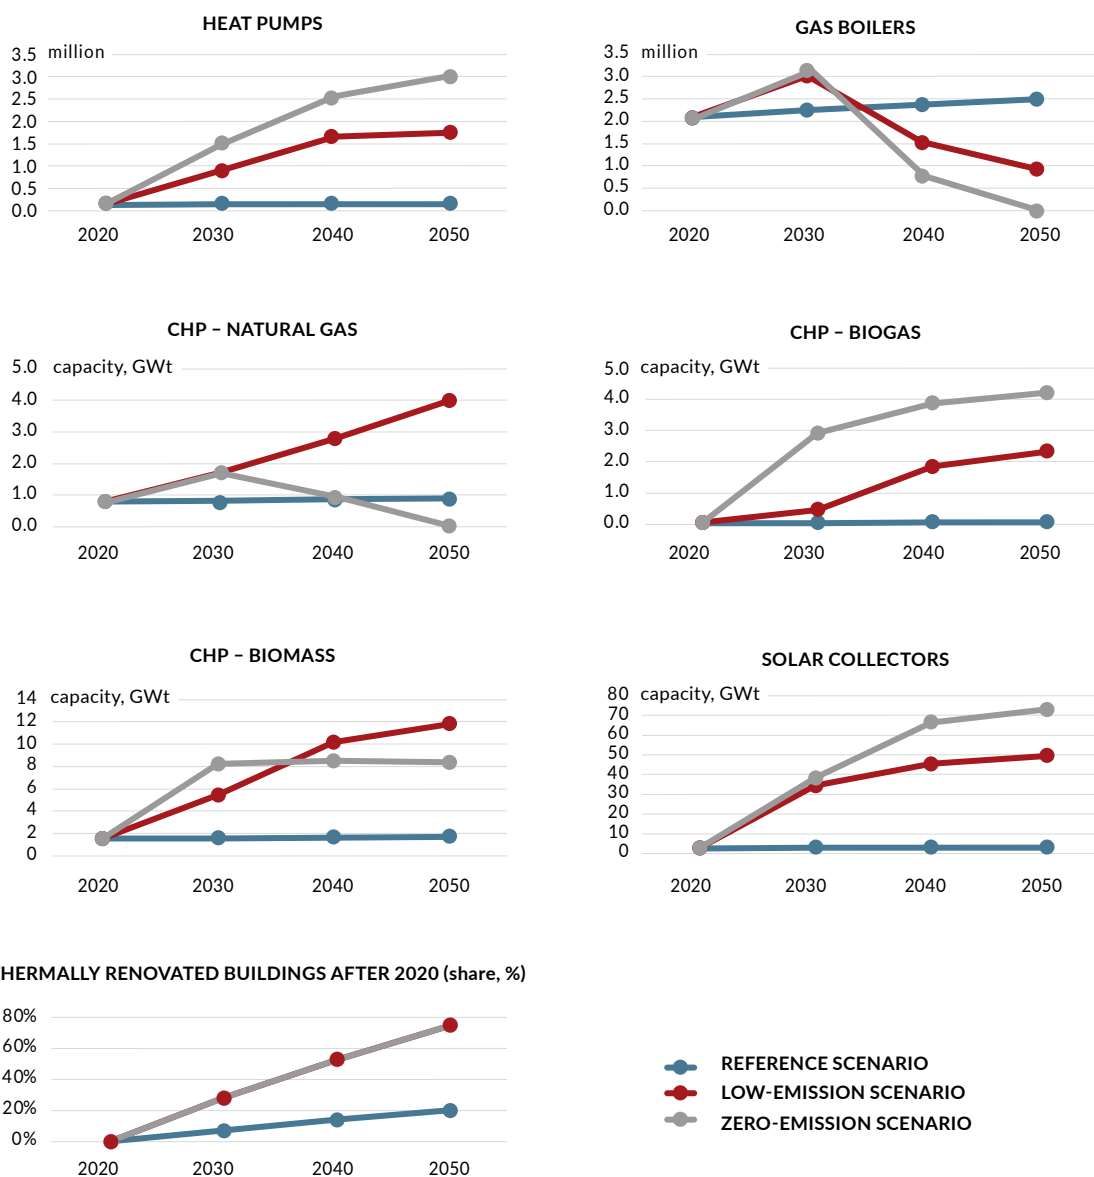 HEAT PUMPS
3.5 million
3.0
2.5
2.0
1.5
1.0
0.5
0.0
2020 2030 2040 2050
GAS BOILERS
3.5 million
3.0
2.5
2.0
1.5
1.0
0.5
0.0
2020 2030 2040 2050
CHP – NATURAL GAS
5.0 capacity, GWt
4.0
3.0
2.0
1.0
0.0
2020 2030 2040 2050
CHP – BIOGAS
5.0 capacity, GWt
4.0
3.0
2.0
1.0
0.0
2020 2030 2040 2050
CHP – BIOMASS
14 capacity, GWt
12
10
8
6
4
2
0
2020 2030 2040 2050
SOLAR COLLECTORS
80 capacity, GWt
70
60
50
40
30
20
10
0
2020 2030 2040 2050
HERMALLY RENOVATED BUILDINGS AFTER 2020 (share, %)
80%
60%
40%
20%
0%
2020 2030 2040 2050
REFERENCE SCENARIO
LOW-EMISSION SCENARIO
ZERO-EMISSION SCENARIO